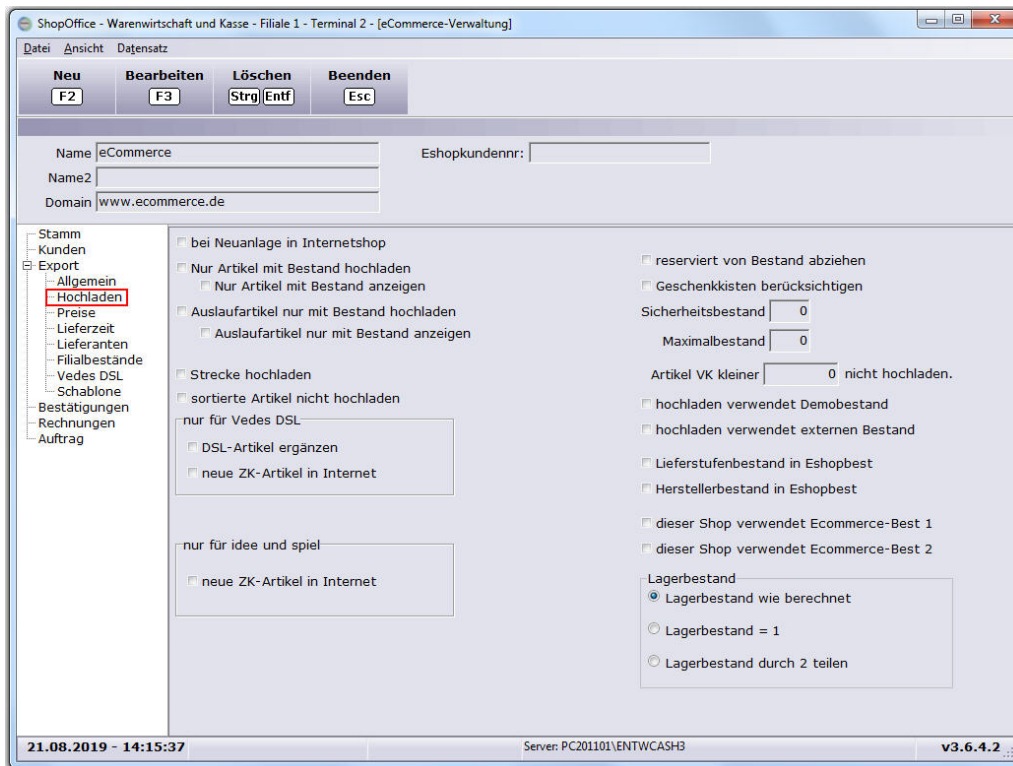 ShopOffice - Warenwirtschaft und Kasse - Filiale 1 - Terminal 2 - [eCommerce-Verwaltung]
Datei Ansicht Datensatz
Neu Bearbeiten Löschen Beenden
F2 F3 Strg Entf Esc
Name eCommerce Eshopkundennr:
Name2
Domain www.ecommerce.de
Stamm
Kunden
Export
Allgemein
Hochladen
Preise
Lieferzeit
Lieferanten
Filialbestände
Vedes DSL
Schablone
Bestätigungen
Rechnungen
Auftrag
bei Neuanlage in Internetshop
Nur Artikel mit Bestand hochladen
Nur Artikel mit Bestand anzeigen
Auslaufartikel nur mit Bestand hochladen
Auslaufartikel nur mit Bestand anzeigen
Strecke hochladen
sortierte Artikel nicht hochladen
nur für Vedes DSL
DSL-Artikel ergänzen
neue ZK-Artikel in Internet
nur für idee und spiel
neue ZK-Artikel in Internet
reserviert von Bestand abziehen
Geschenkkisten berücksichtigen
Sicherheitsbestand 0
Maximalbestand 0
Artikel VK kleiner 0 nicht hochladen.
hochladen verwendet Demobestand
hochladen verwendet externen Bestand
Lieferstufenbestand in Eshopbest
Herstellerbestand in Eshopbest
dieser Shop verwendet Ecommerce-Best 1
dieser Shop verwendet Ecommerce-Best 2
Lagerbestand
Lagerbestand wie berechnet
Lagerbestand = 1
Lagerbestand durch 2 teilen
21.08.2019 - 14:15:37 Server: PC201101\ENTWCASH3 v3.6.4.2